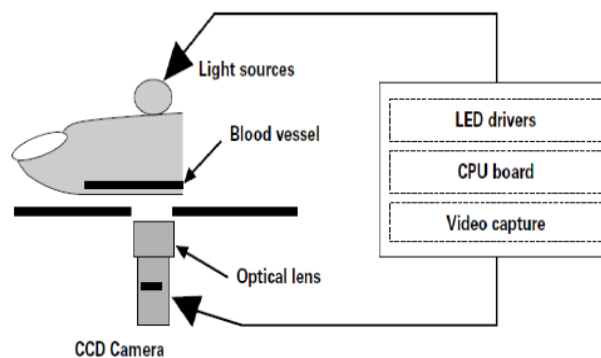 Light sources
Blood vessel
Optical lens
CCD Camera
LED drivers
CPU board
Video capture